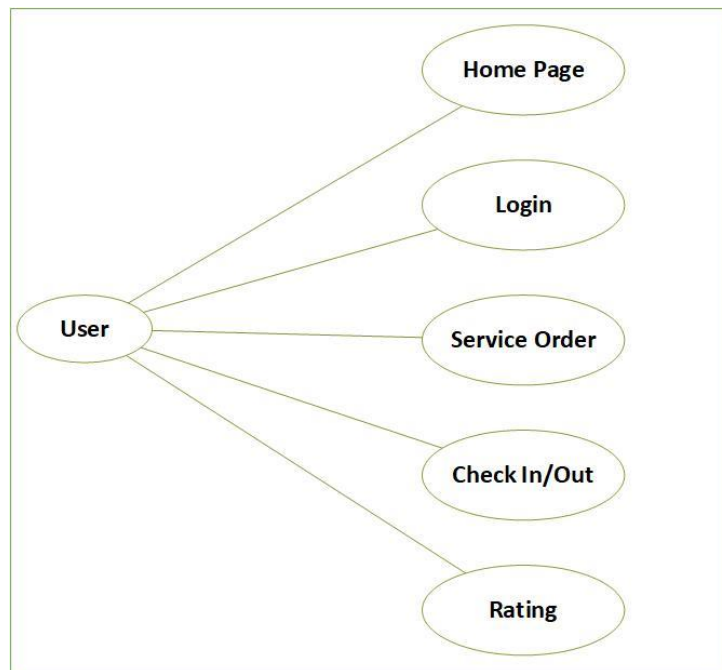 Home Page
Login
User
Service Order
Check In/Out
Rating